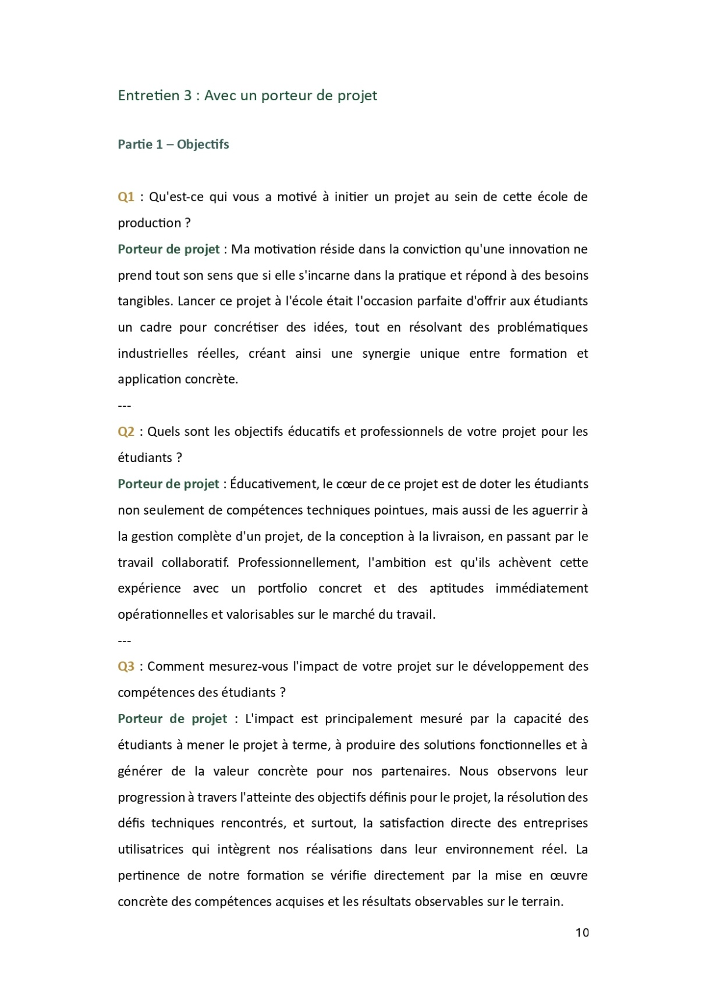 Entretien 3 : Avec un porteur de projet
Partie 1 – Objectifs
Q1 : Qu'est-ce qui vous a motivé à initier un projet au sein de cette école de
production ?
Porteur de projet : Ma motivation réside dans la conviction qu'une innovation ne
prend tout son sens que si elle s'incarne dans la pratique et répond à des besoins
tangibles. Lancer ce projet à l'école était l'occasion parfaite d'offrir aux étudiants
un cadre pour concrétiser des idées, tout en résolvant des problématiques
industrielles réelles, créant ainsi une synergie unique entre formation et
application concrète.
---
Q2 : Quels sont les objectifs éducatifs et professionnels de votre projet pour les
étudiants ?
Porteur de projet : Éducativement, le cœur de ce projet est de doter les étudiants
non seulement de compétences techniques pointues, mais aussi de les aguerrir à
la gestion complète d'un projet, de la conception à la livraison, en passant par le
travail collaboratif. Professionnellement, l'ambition est qu'ils achèvent cette
expérience avec un portfolio concret et des aptitudes immédiatement
opérationnelles et valorisables sur le marché du travail.
---
Q3 : Comment mesurez-vous l'impact de votre projet sur le développement des
compétences des étudiants ?
Porteur de projet : L'impact est principalement mesuré par la capacité des
étudiants à mener le projet à terme, à produire des solutions fonctionnelles et à
générer de la valeur concrète pour nos partenaires. Nous observons leur
progression à travers l'atteinte des objectifs définis pour le projet, la résolution des
défis techniques rencontrés, et surtout, la satisfaction directe des entreprises
utilisatrices qui intègrent nos réalisations dans leur environnement réel. La
pertinence de notre formation se vérifie directement par la mise en œuvre
concrète des compétences acquises et les résultats observables sur le terrain.
10